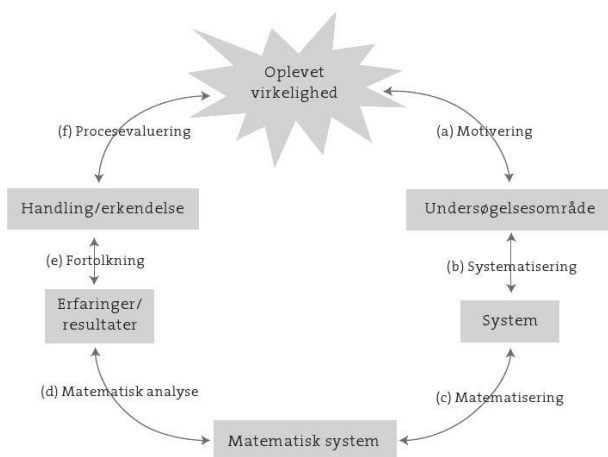 Oplevet
virkelighed
(f) Procesevaluering
(a) Motivering
Handling/erkendelse
Undersøgelsesområde
(e) Fortolkning
(b) Systematisering
Erfaringer/
resultater
System
(d) Matematisk analyse
(c) Matematisering
Matematisk system